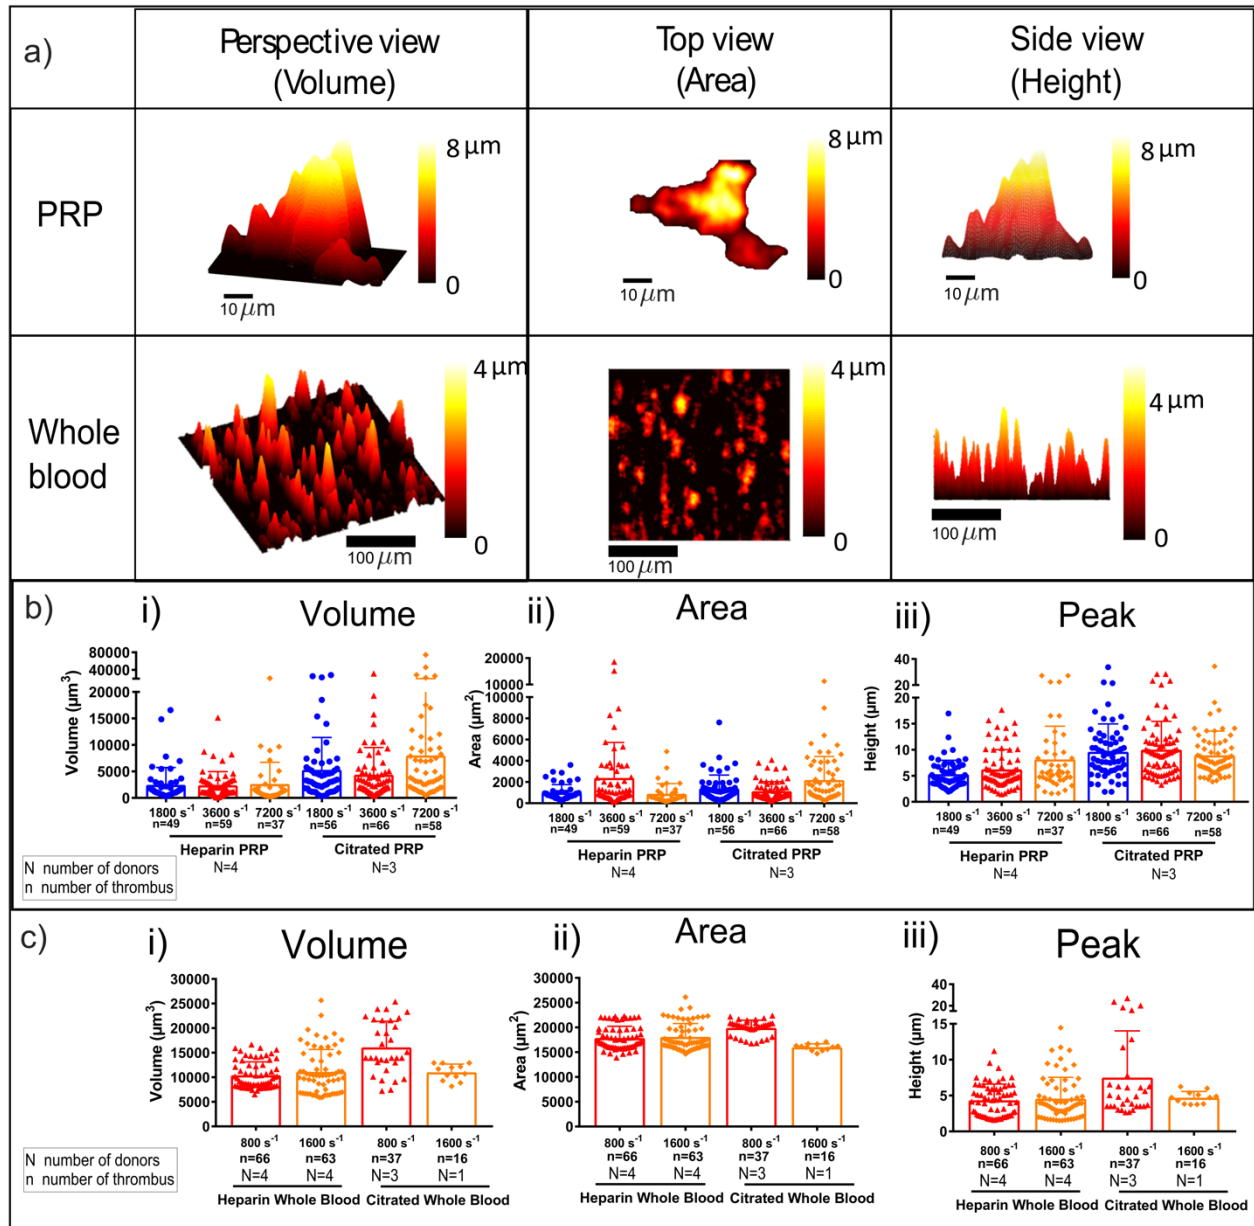 a)
Perspective view
(Volume)
Top view
(Area)
Side view
(Height)
PRP
8 µm
0
10 µm
8 µm
0
10 µm
8 µm
0
10 µm
Whole
blood
4 µm
0
100 µm
4 µm
0
100 µm
4 µm
0
100 µm
b)
i)
Volume
Volume (µm³)
80000
60000
40000
20000
20000
15000
10000
5000
0
1800 s⁻¹ 3600 s⁻¹ 7200 s⁻¹ 1800 s⁻¹ 3600 s⁻¹ 7200 s⁻¹
n=49 n=59 n=37 n=56 n=66 n=58
Heparin PRP Citrated PRP
N=4 N=3
N number of donors
n number of thrombus
ii)
Area
Area (µm²)
20000
10000
10000
8000
6000
4000
2000
0
1800 s⁻¹ 3600 s⁻¹ 7200 s⁻¹ 1800 s⁻¹ 3600 s⁻¹ 7200 s⁻¹
n=49 n=59 n=37 n=56 n=66 n=58
Heparin PRP Citrated PRP
N=4 N=3
iii)
Peak
Height (µm)
40
20
20
15
10
5
0
1800 s⁻¹ 3600 s⁻¹ 7200 s⁻¹ 1800 s⁻¹ 3600 s⁻¹ 7200 s⁻¹
n=49 n=59 n=37 n=56 n=66 n=58
Heparin PRP Citrated PRP
N=4 N=3
c)
i)
Volume
Volume (µm³)
30000
25000
20000
15000
10000
5000
0
800 s⁻¹ 1600 s⁻¹ 800 s⁻¹ 1600 s⁻¹
n=66 n=63 n=37 n=16
N=4 N=4 N=3 N=1
Heparin Whole Blood Citrated Whole Blood
N number of donors
n number of thrombus
ii)
Area
Area (µm²)
30000
25000
20000
15000
10000
5000
0
800 s⁻¹ 1600 s⁻¹ 800 s⁻¹ 1600 s⁻¹
n=66 n=63 n=37 n=16
N=4 N=4 N=3 N=1
Heparin Whole Blood Citrated Whole Blood
iii)
Peak
Height (µm)
30
20
15
10
5
0
800 s⁻¹ 1600 s⁻¹ 800 s⁻¹ 1600 s⁻¹
n=66 n=63 n=37 n=16
N=4 N=4 N=3 N=1
Heparin Whole Blood Citrated Whole Blood